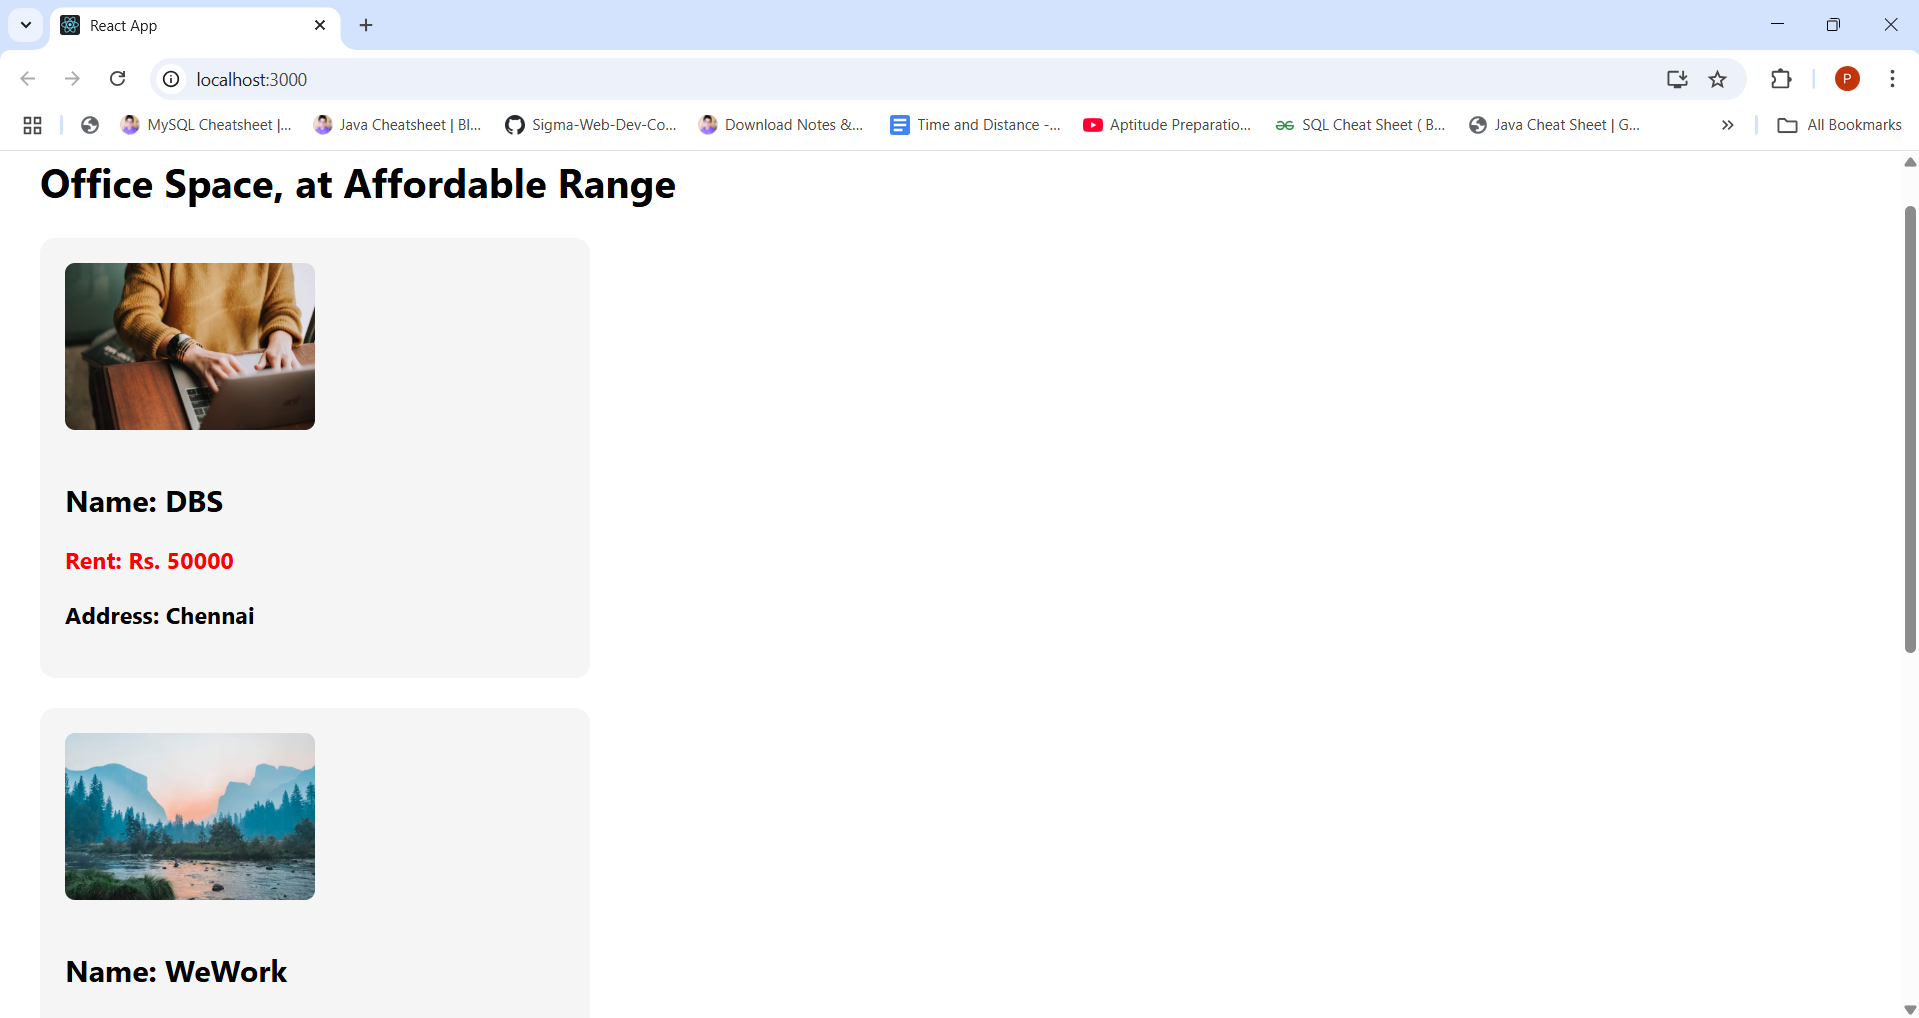 React App
localhost:3000
MySQL Cheatsheet |...
Java Cheatsheet | Bl...
Sigma-Web-Dev-Co...
Download Notes &...
Time and Distance -...
Aptitude Preparatio...
SQL Cheat Sheet ( B...
Java Cheat Sheet | G...
All Bookmarks
P
Office Space, at Affordable Range
Name: DBS
Rent: Rs. 50000
Address: Chennai
Name: WeWork